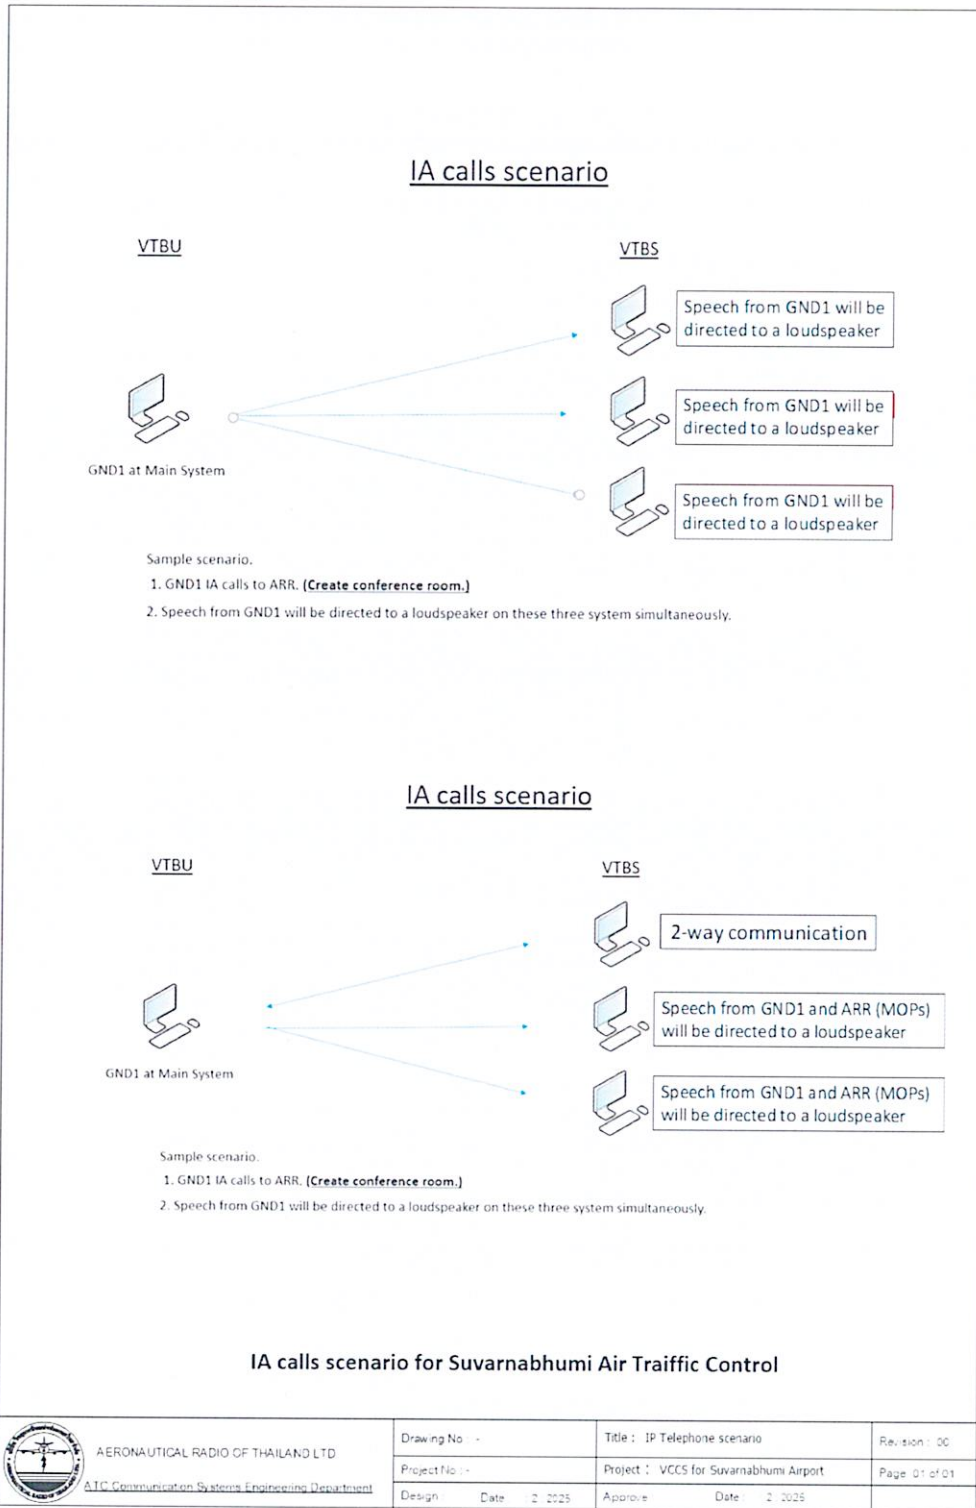 IA calls scenario
VTBU
VTBS
Speech from GND1 will be
directed to a loudspeaker
Speech from GND1 will be
directed to a loudspeaker
GND1 at Main System
Speech from GND1 will be
directed to a loudspeaker
Sample scenario.
1. GND1 IA calls to ARR. (Create conference room.)
2. Speech from GND1 will be directed to a loudspeaker on these three system simultaneously.
IA calls scenario
VTBU
VTBS
2-way communication
Speech from GND1 and ARR (MOPs)
will be directed to a loudspeaker
GND1 at Main System
Speech from GND1 and ARR (MOPs)
will be directed to a loudspeaker
Sample scenario.
1. GND1 IA calls to ARR. (Create conference room.)
2. Speech from GND1 will be directed to a loudspeaker on these three system simultaneously.
IA calls scenario for Suvarnabhumi Air Traiffic Control
AERONAUTICAL RADIO OF THAILAND LTD
ATC Communication Systems Engineering Department
Drawing No : -
Title : IP Telephone scenario
Revision : 00
Project No : -
Project : VCCS for Suvarnabhumi Airport
Page 01 of 01
Design : Date : 2 2025
Approve Date : 2 2025